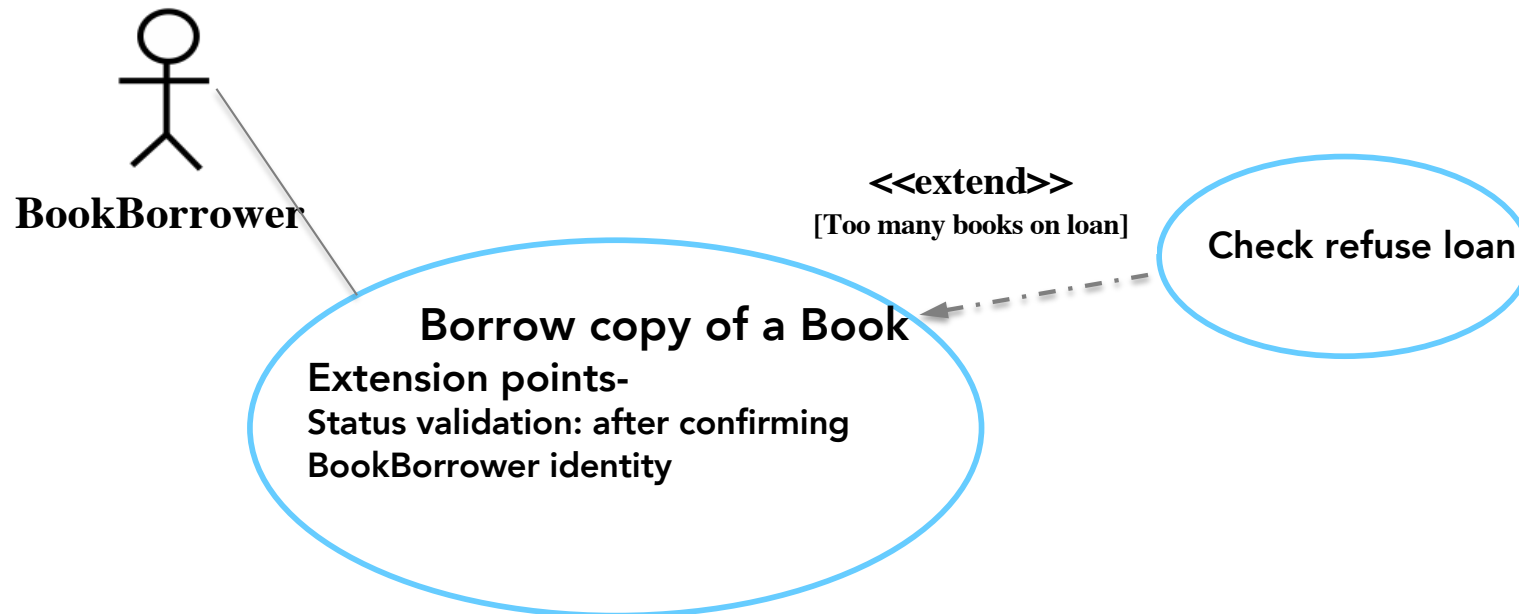 BookBorrower
<<extend>>
[Too many books on loan]
Check refuse loan
Borrow copy of a Book
Extension points-
Status validation: after confirming
BookBorrower identity